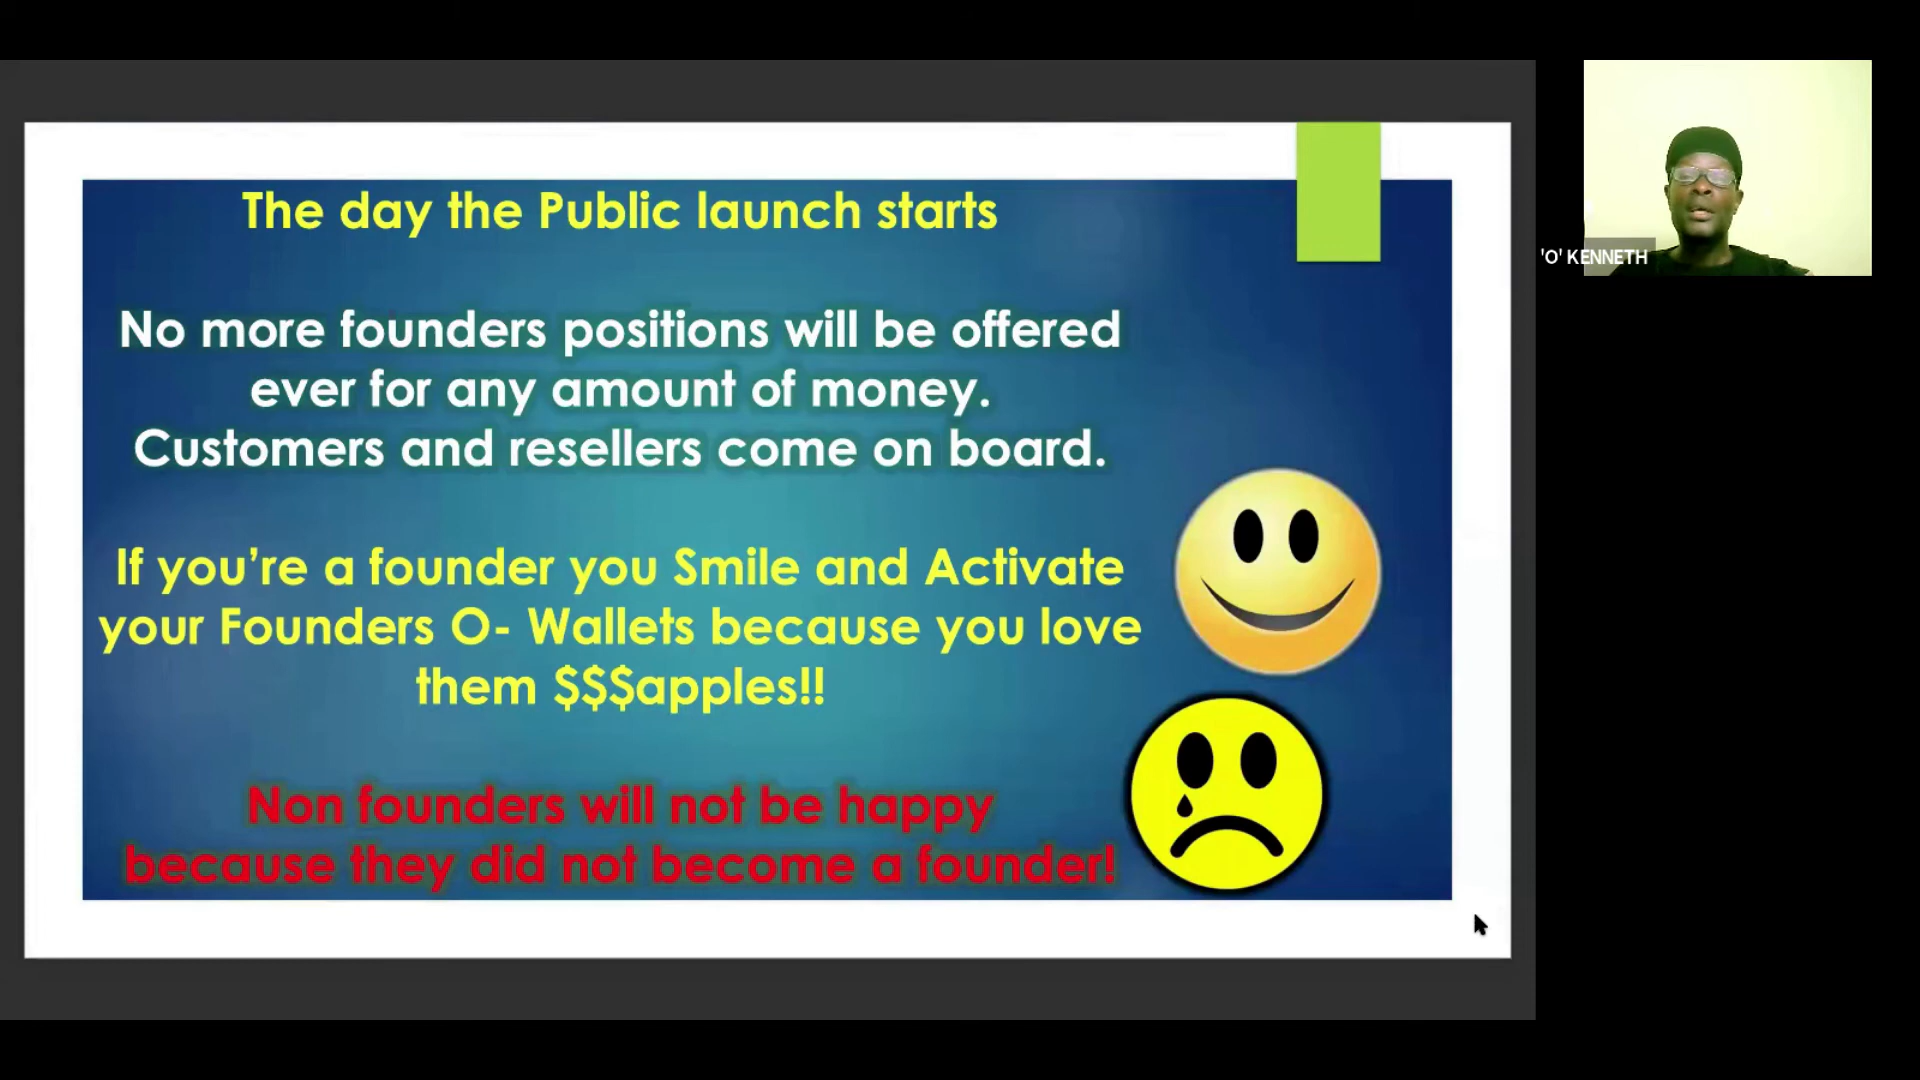 The day the Public launch starts
No more founders positions will be offered
ever for any amount of money.
Customers and resellers come on board.
If you’re a founder you Smile and Activate
your Founders O- Wallets because you love
them $$$apples!!
Non founders will not be happy
because they did not become a founder!
'O' KENNETH